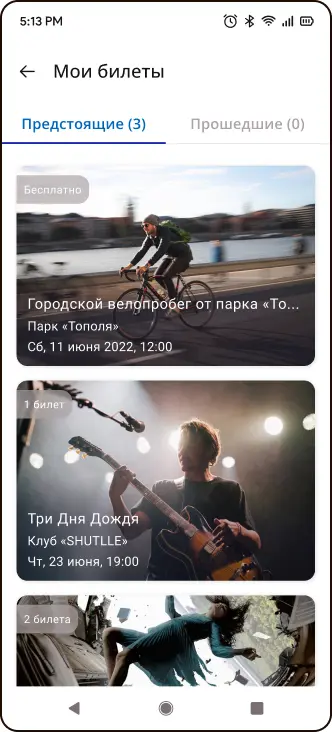 5:13 PM
Мои билеты
Предстоящие (3)
Прошедшие (0)
Бесплатно
Городской велопробег от парка «То...
Парк «Тополя»
Сб, 11 июня 2022, 12:00
1 билет
Три Дня Дождя
Клуб «SHUTLLE»
Чт, 23 июня, 19:00
2 билета